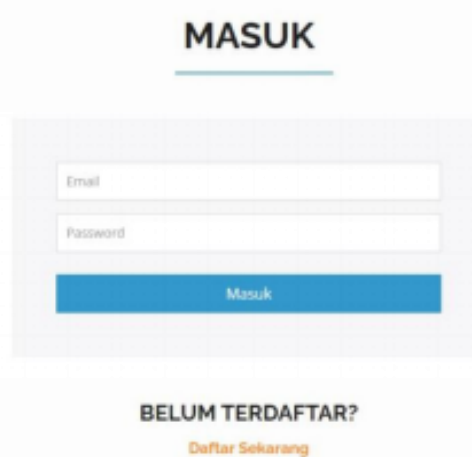 MASUK
Email
Password
Masuk
BELUM TERDAFTAR?
Daftar Sekarang